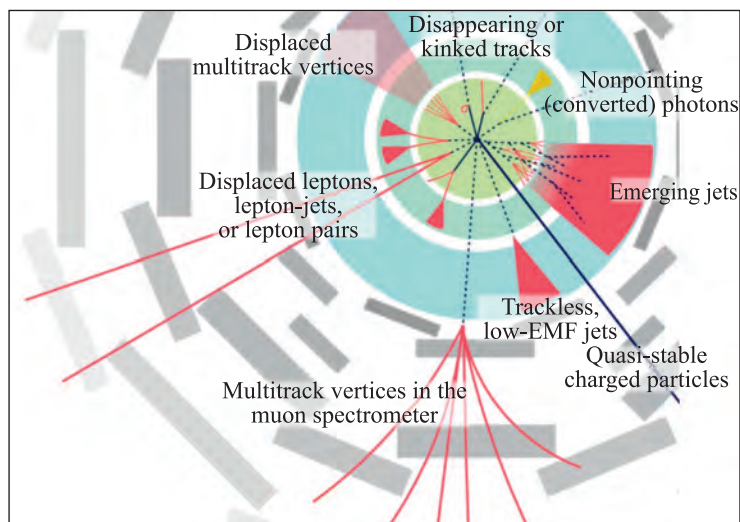 Displaced
multitrack vertices
Disappearing or
kinked tracks
Nonpointing
(converted) photons
Displaced leptons,
lepton-jets,
or lepton pairs
Emerging jets
Trackless,
low-EMF jets
Quasi-stable
charged particles
Multitrack vertices in the
muon spectrometer